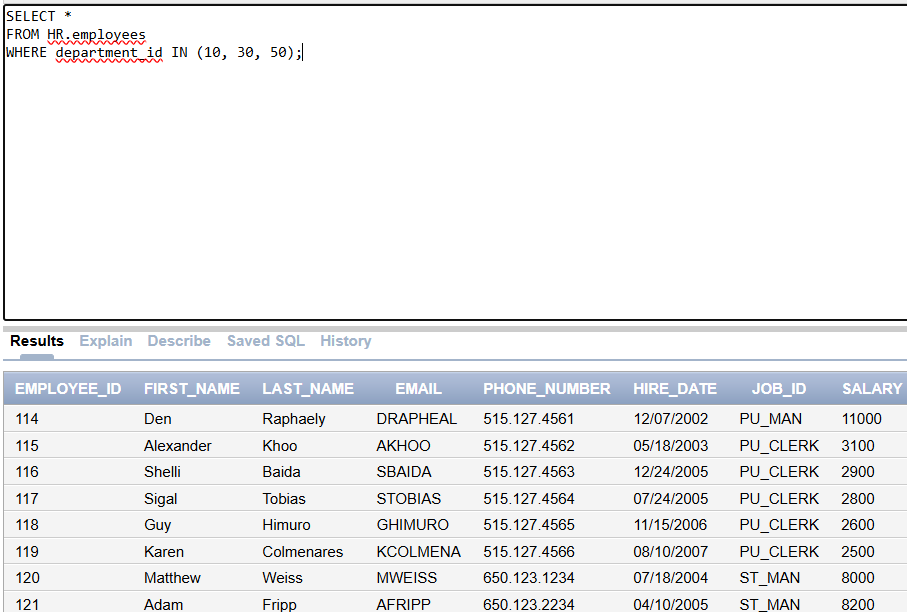 SELECT *
FROM HR.employees
WHERE department_id IN (10, 30, 50);
Results Explain Describe Saved SQL History
EMPLOYEE_ID FIRST_NAME LAST_NAME EMAIL PHONE_NUMBER HIRE_DATE JOB_ID SALARY
114 Den Raphaely DRAPHEAL 515.127.4561 12/07/2002 PU_MAN 11000
115 Alexander Khoo AKHOO 515.127.4562 05/18/2003 PU_CLERK 3100
116 Shelli Baida SBAIDA 515.127.4563 12/24/2005 PU_CLERK 2900
117 Sigal Tobias STOBIAS 515.127.4564 07/24/2005 PU_CLERK 2800
118 Guy Himuro GHIMURO 515.127.4565 11/15/2006 PU_CLERK 2600
119 Karen Colmenares KCOLMENA 515.127.4566 08/10/2007 PU_CLERK 2500
120 Matthew Weiss MWEISS 650.123.1234 07/18/2004 ST_MAN 8000
121 Adam Fripp AFRIPP 650.123.2234 04/10/2005 ST_MAN 8200